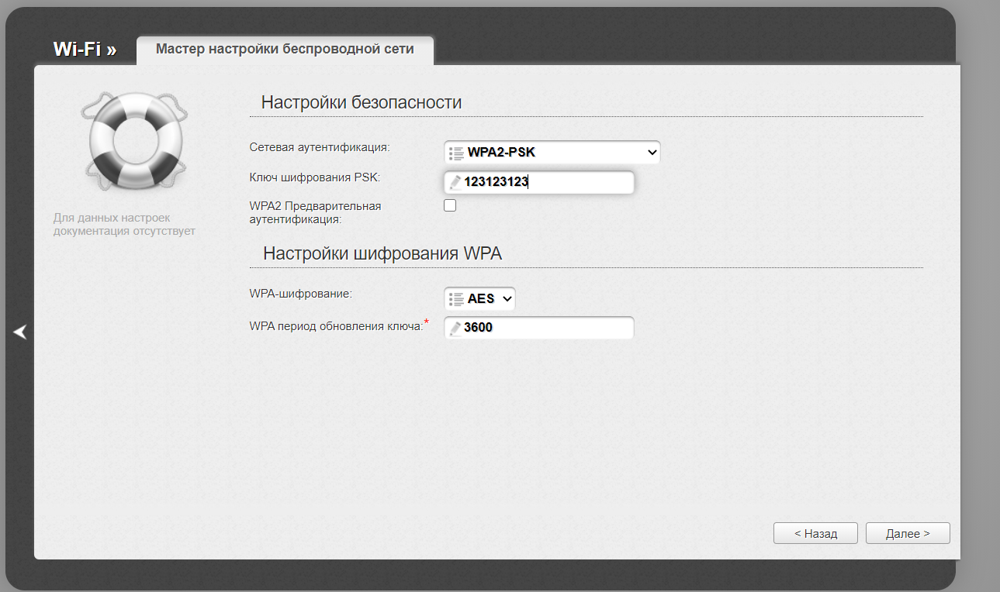 Wi-Fi »
Мастер настройки беспроводной сети
Для данных настроек
документация отсутствует
Настройки безопасности
Сетевая аутентификация:
WPA2-PSK
Ключ шифрования PSK:
123123123
WPA2 Предварительная
аутентификация:
Настройки шифрования WPA
WPA-шифрование:
AES
WPA период обновления ключа:*
3600
< Назад
Далее >